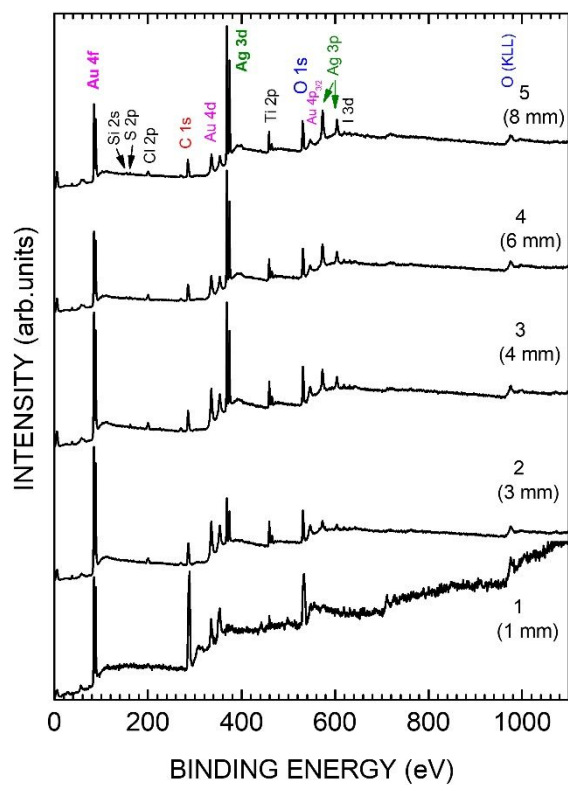 Au 4f
Si 2s
S 2p
Cl 2p
C 1s
Au 4d
Ag 3d
Ti 2p
O 1s
Au 4p3/2
Ag 3p
I 3d
O (KLL)
5
(8 mm)
4
(6 mm)
3
(4 mm)
2
(3 mm)
1
(1 mm)
INTENSITY (arb.units)
0 200 400 600 800 1000
BINDING ENERGY (eV)